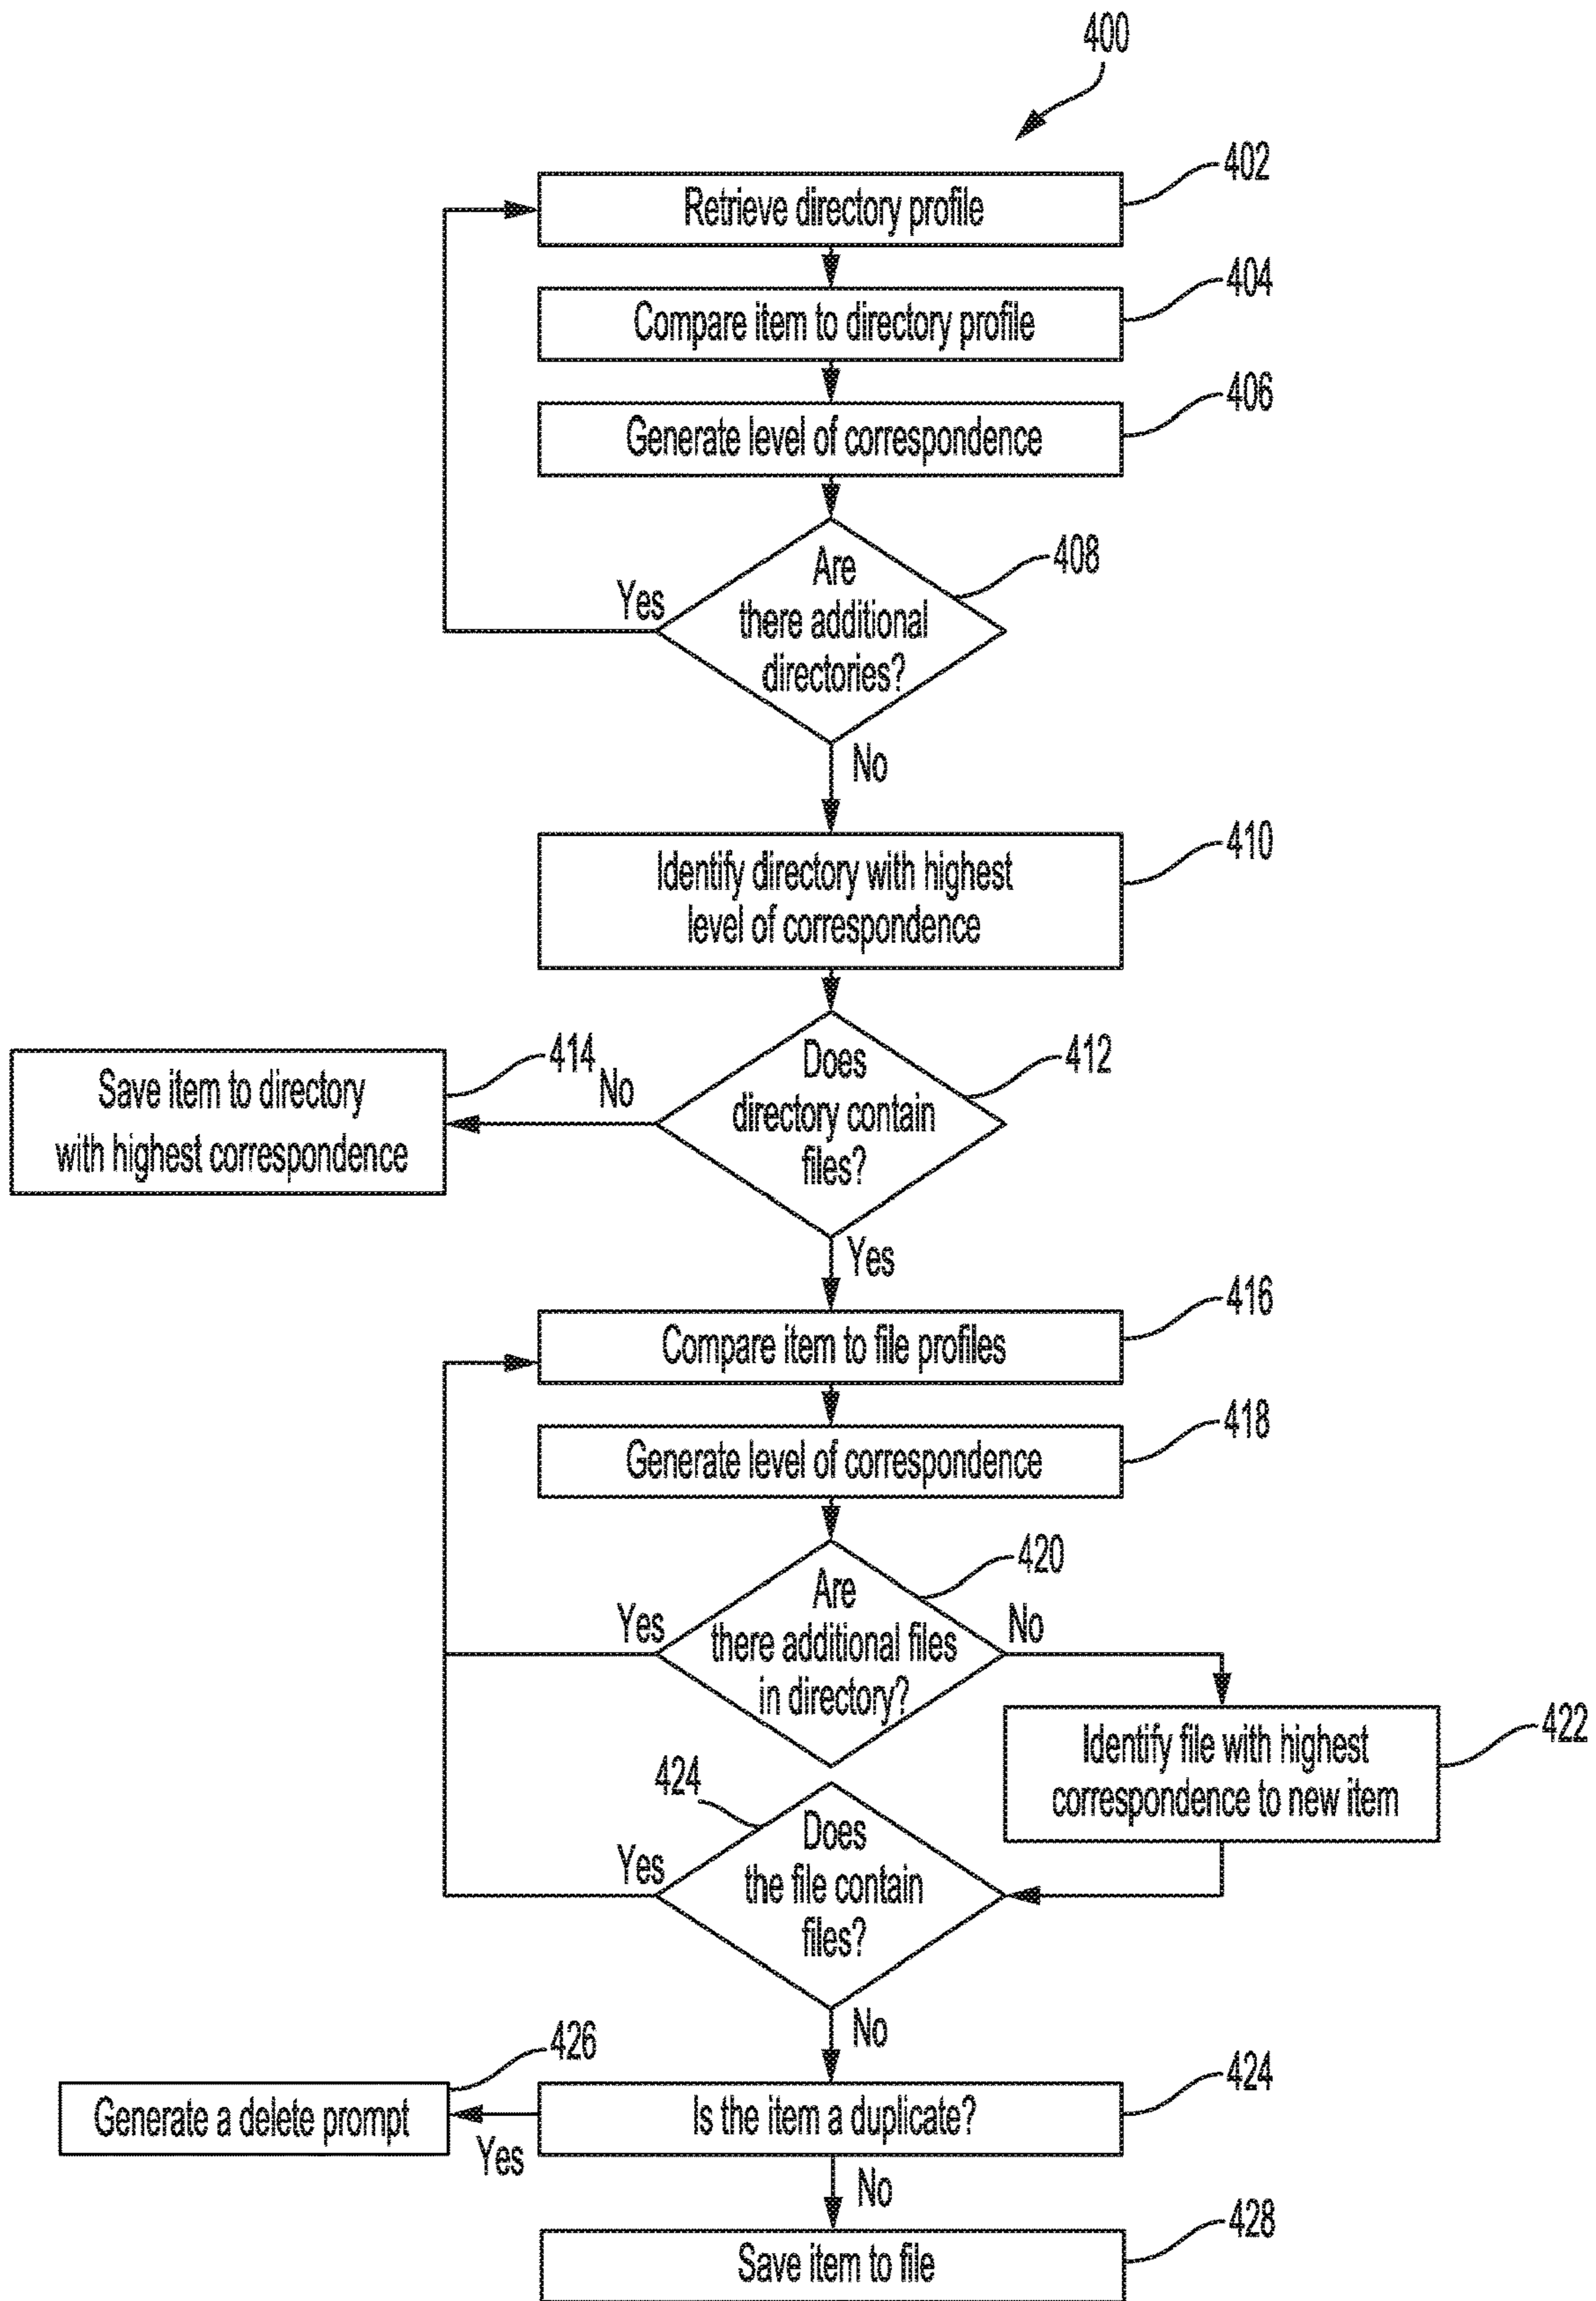 400
402
Retrieve directory profile
404
Compare item to directory profile
406
Generate level of correspondence
408
Are
there additional
directories?
Yes
No
410
Identify directory with highest
level of correspondence
414
Save item to directory
with highest correspondence
No
412
Does
directory contain
files?
Yes
416
Compare item to file profiles
418
Generate level of correspondence
420
Are
there additional files
in directory?
Yes
No
422
Identify file with highest
correspondence to new item
424
Does
the file contain
files?
Yes
No
426
Generate a delete prompt
Yes
424
Is the item a duplicate?
No
428
Save item to file